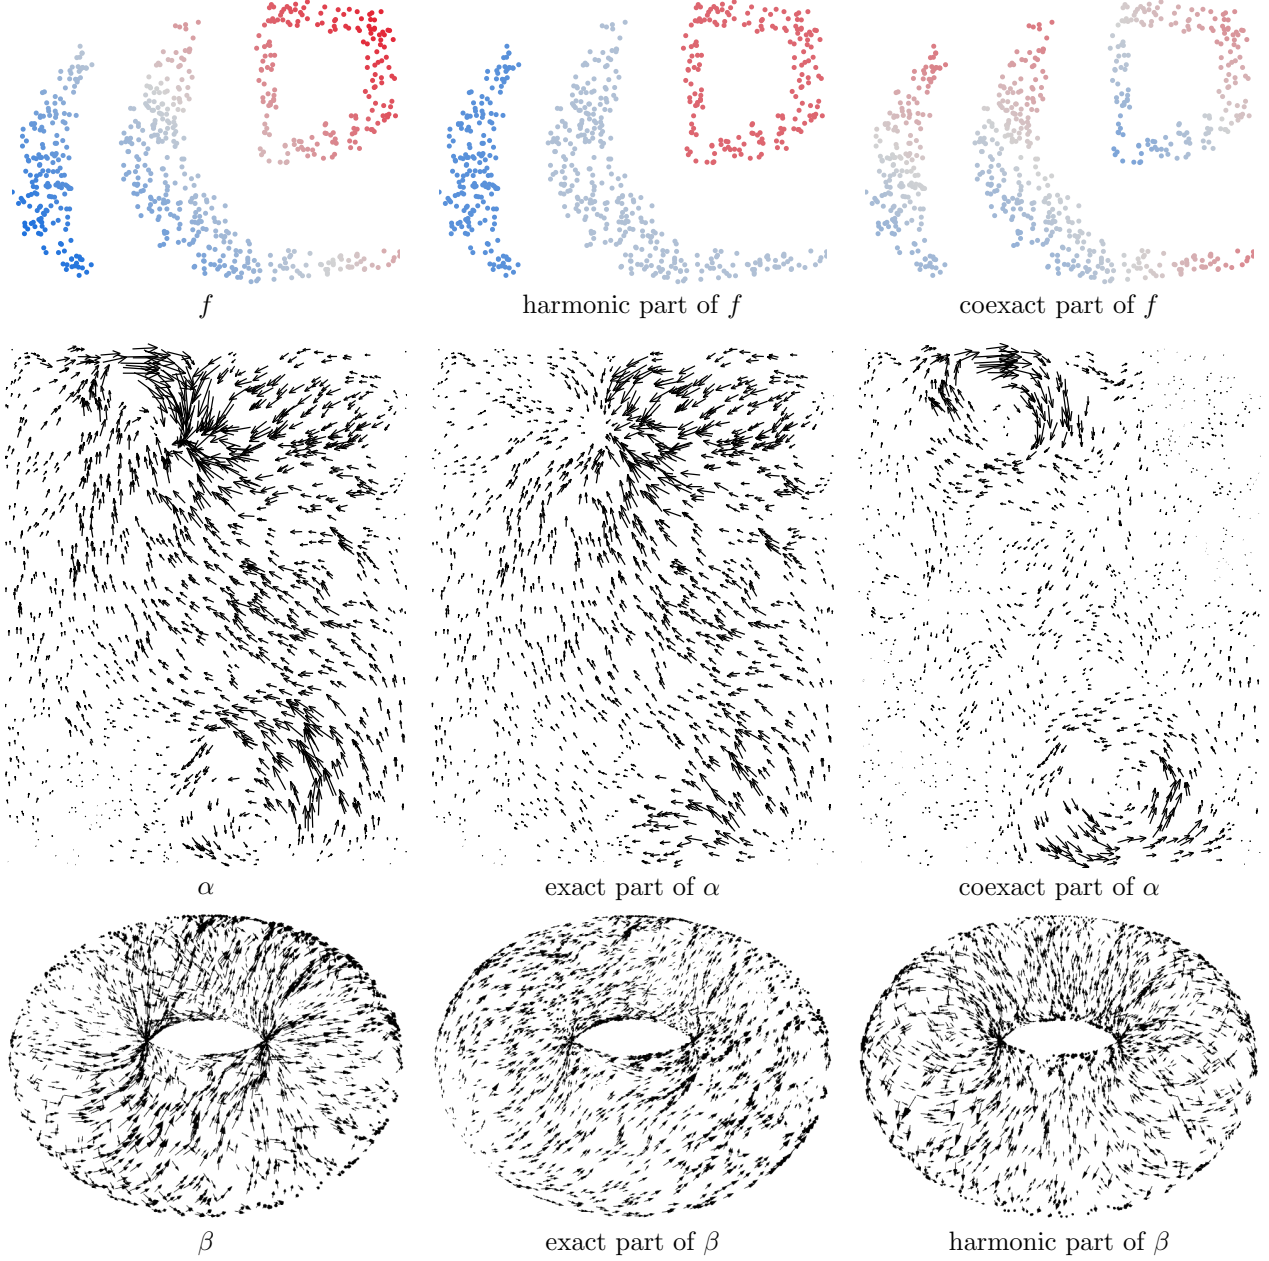 f
harmonic part of f
coexact part of f
α
exact part of α
coexact part of α
β
exact part of β
harmonic part of β